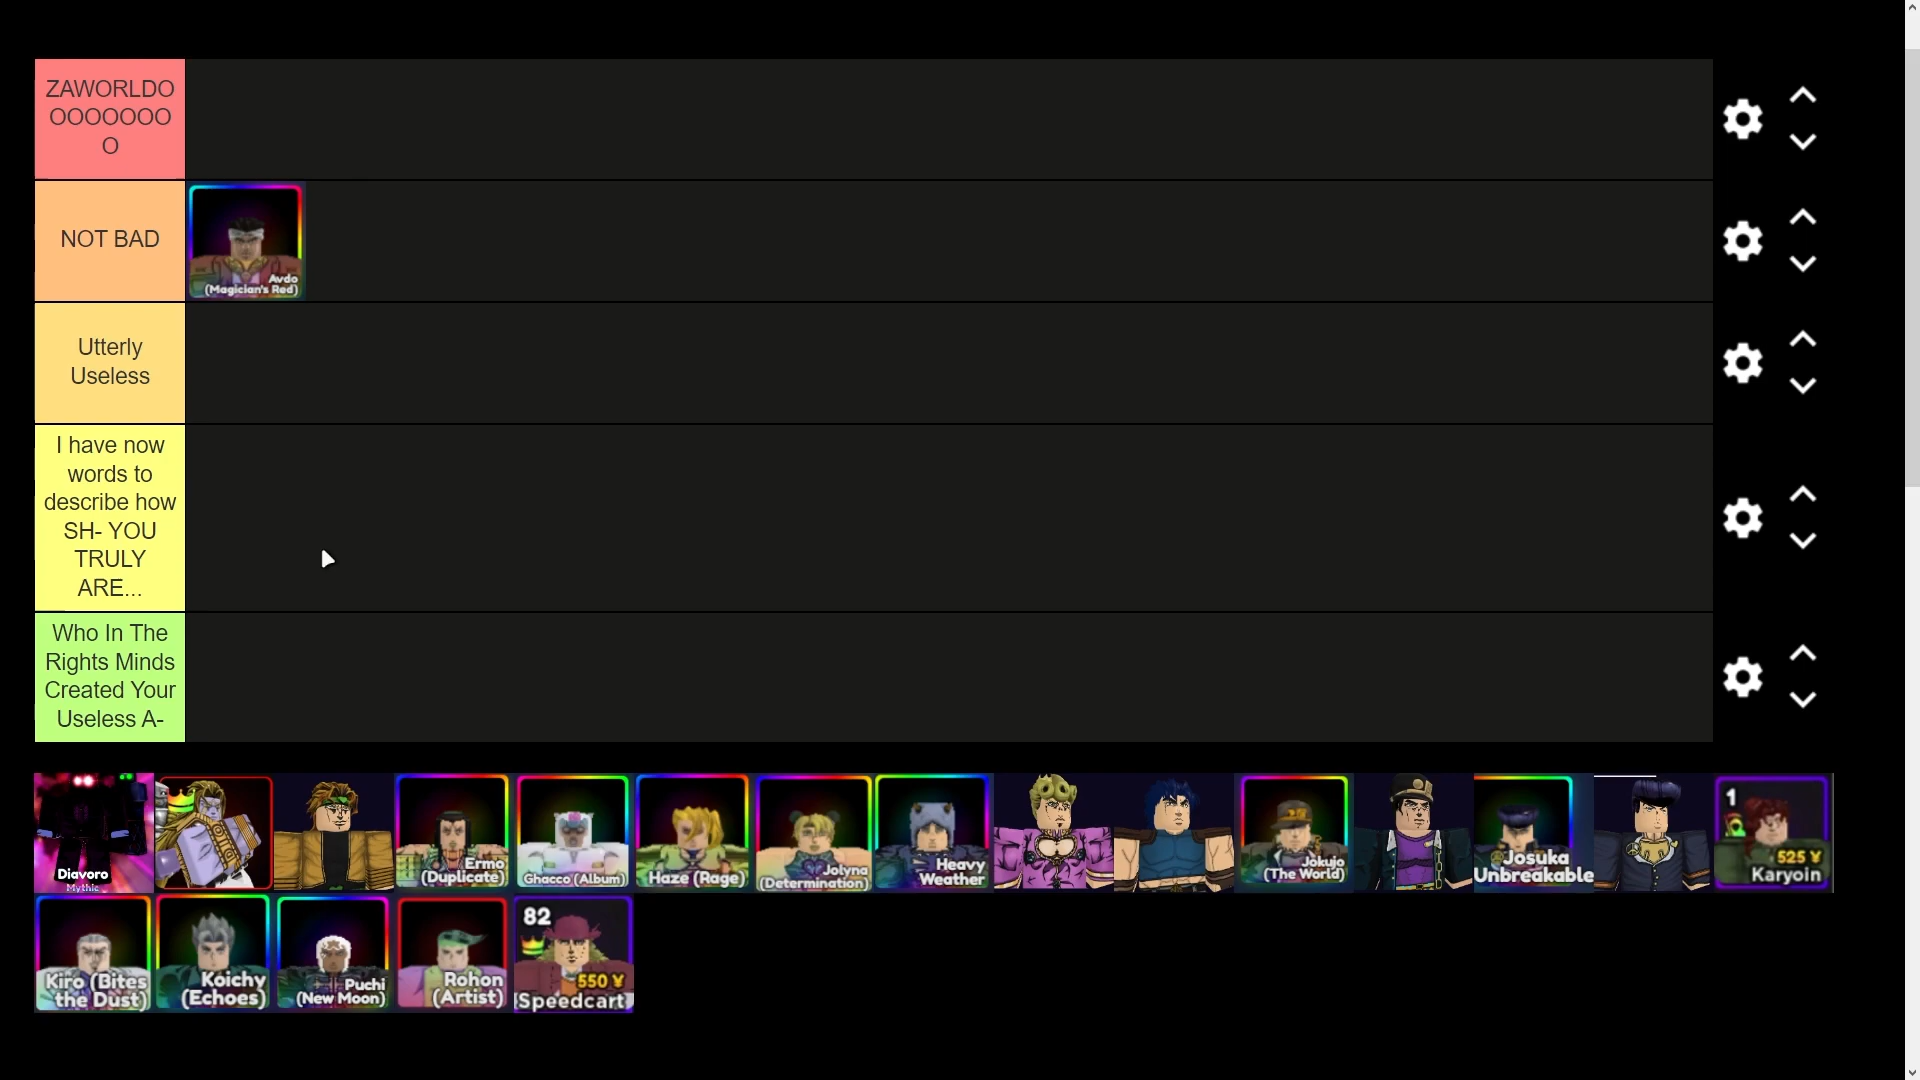 ZAWORLDO
OOOOOOO
O
NOT BAD
Avdo
(Magician's Red)
Utterly
Useless
I have now
words to
describe how
SH- YOU
TRULY
ARE...
Who In The
Rights Minds
Created Your
Useless A-
Diavoro
Mythic
Ermo
(Duplicate)
Ghacco (Album)
Haze (Rage)
Jolyna
(Determination)
Heavy
Weather
Jokujo
(The World)
Josuka
Unbreakable
1
525 ¥
Karyoin
Kiro (Bites
the Dust)
Koichy
(Echoes)
Puchi
(New Moon)
Rohon
(Artist)
82
550 ¥
Speedcart